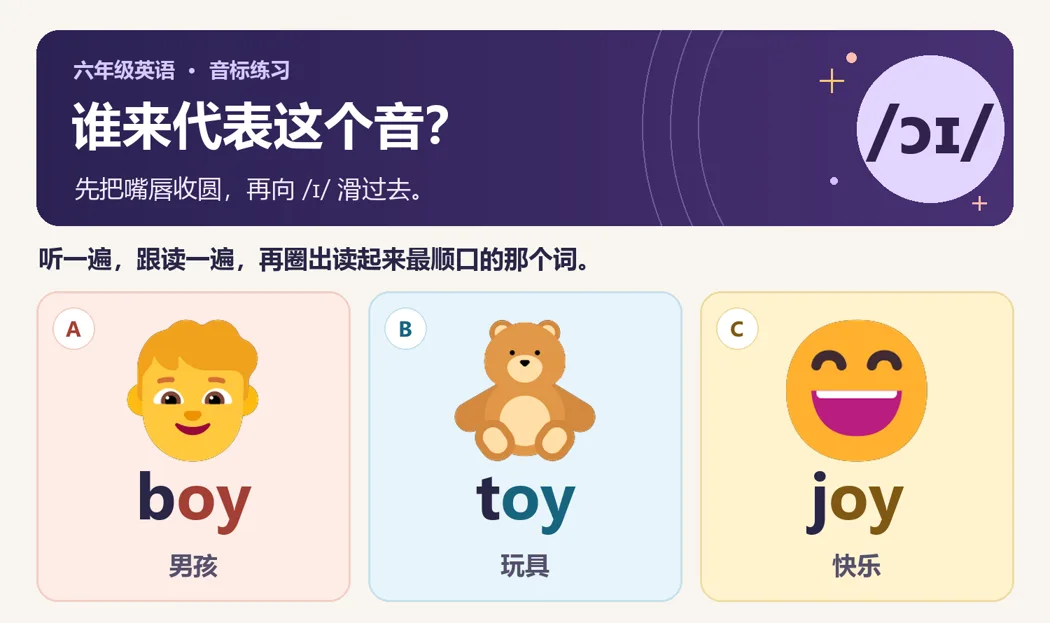 六年级英语 · 音标练习
谁来代表这个音？
先把嘴唇收圆，再向 /ɪ/ 滑过去。
/ɔɪ/
听一遍，跟读一遍，再圈出读起来最顺口的那个词。
A
boy
男孩
B
toy
玩具
C
joy
快乐